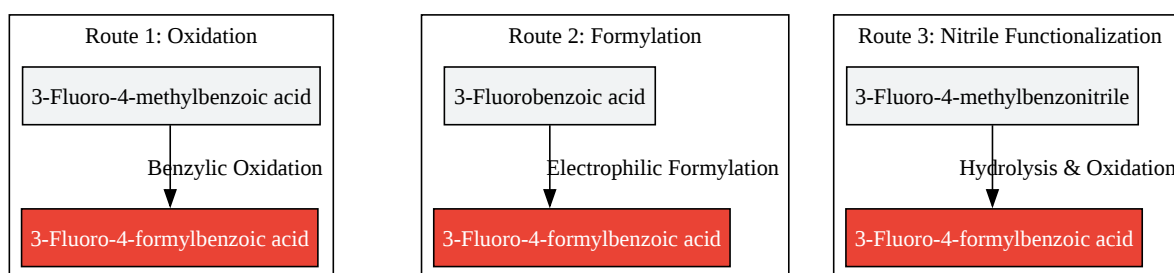 Route 1: Oxidation
3-Fluoro-4-methylbenzoic acid
Benzylic Oxidation
3-Fluoro-4-formylbenzoic acid
Route 2: Formylation
3-Fluorobenzoic acid
Electrophilic Formylation
3-Fluoro-4-formylbenzoic acid
Route 3: Nitrile Functionalization
3-Fluoro-4-methylbenzonitrile
Hydrolysis & Oxidation
3-Fluoro-4-formylbenzoic acid